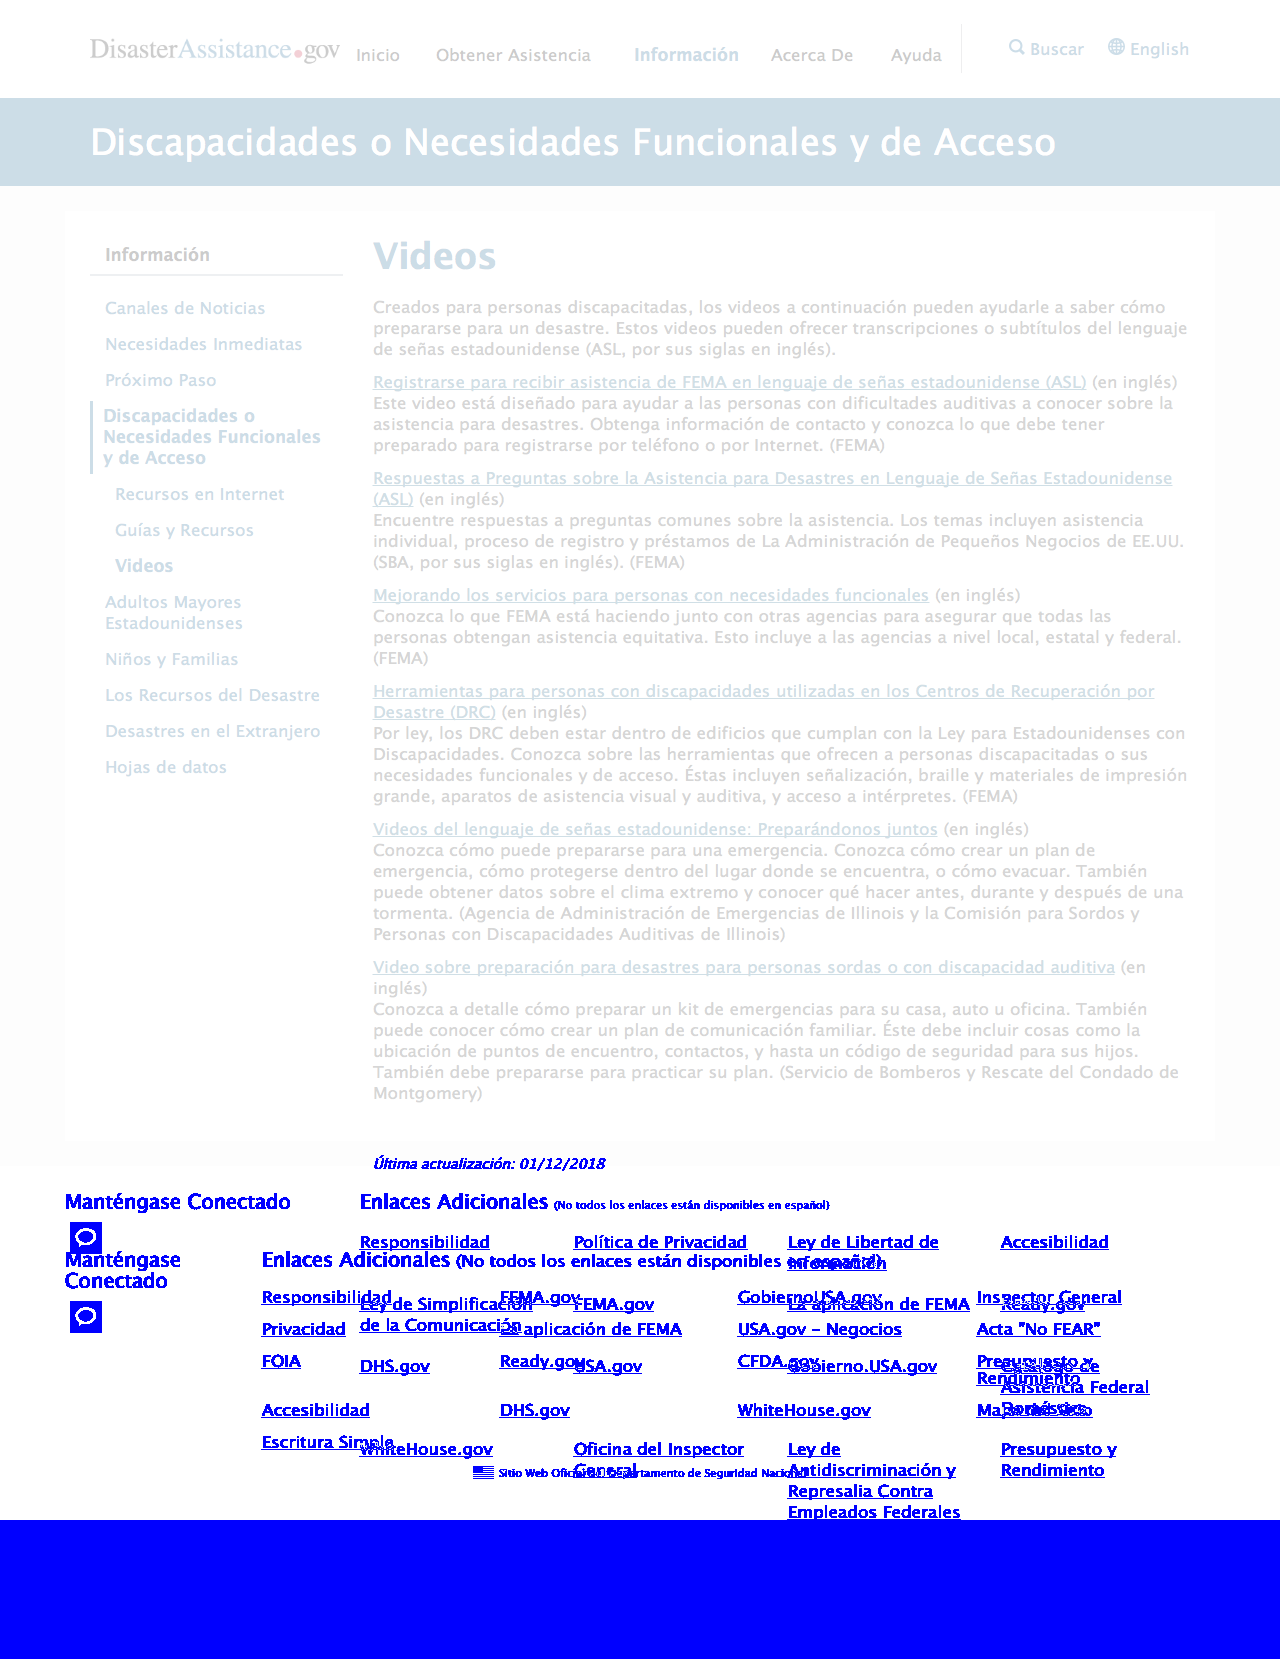 DisasterAssistance.gov Inicio Obtener Asistencia Información Acerca De Ayuda Buscar English
Discapacidades o Necesidades Funcionales y de Acceso
Información
Canales de Noticias
Necesidades Inmediatas
Próximo Paso
Discapacidades o
Necesidades Funcionales
y de Acceso
Recursos en Internet
Guías y Recursos
Videos
Adultos Mayores
Estadounidenses
Niños y Familias
Los Recursos del Desastre
Desastres en el Extranjero
Hojas de datos
Videos
Creados para personas discapacitadas, los videos a continuación pueden ayudarle a saber cómo
prepararse para un desastre. Estos videos pueden ofrecer transcripciones o subtítulos del lenguaje
de señas estadounidense (ASL, por sus siglas en inglés).
Registrarse para recibir asistencia de FEMA en lenguaje de señas estadounidense (ASL) (en inglés)
Este video está diseñado para ayudar a las personas con dificultades auditivas a conocer sobre la
asistencia para desastres. Obtenga información de contacto y conozca lo que debe tener
preparado para registrarse por teléfono o por Internet. (FEMA)
Respuestas a Preguntas sobre la Asistencia para Desastres en Lenguaje de Señas Estadounidense
(ASL) (en inglés)
Encuentre respuestas a preguntas comunes sobre la asistencia. Los temas incluyen asistencia
individual, proceso de registro y préstamos de La Administración de Pequeños Negocios de EE.UU.
(SBA, por sus siglas en inglés). (FEMA)
Mejorando los servicios para personas con necesidades funcionales (en inglés)
Conozca lo que FEMA está haciendo junto con otras agencias para asegurar que todas las
personas obtengan asistencia equitativa. Esto incluye a las agencias a nivel local, estatal y federal.
(FEMA)
Herramientas para personas con discapacidades utilizadas en los Centros de Recuperación por
Desastre (DRC) (en inglés)
Por ley, los DRC deben estar dentro de edificios que cumplan con la Ley para Estadounidenses con
Discapacidades. Conozca sobre las herramientas que ofrecen a personas discapacitadas o sus
necesidades funcionales y de acceso. Éstas incluyen señalización, braille y materiales de impresión
grande, aparatos de asistencia visual y auditiva, y acceso a intérpretes. (FEMA)
Videos del lenguaje de señas estadounidense: Preparándonos juntos (en inglés)
Conozca cómo puede prepararse para una emergencia. Conozca cómo crear un plan de
emergencia, cómo protegerse dentro del lugar donde se encuentra, o cómo evacuar. También
puede obtener datos sobre el clima extremo y conocer qué hacer antes, durante y después de una
tormenta. (Agencia de Administración de Emergencias de Illinois y la Comisión para Sordos y
Personas con Discapacidades Auditivas de Illinois)
Video sobre preparación para desastres para personas sordas o con discapacidad auditiva (en
inglés)
Conozca a detalle cómo preparar un kit de emergencias para su casa, auto u oficina. También
puede conocer cómo crear un plan de comunicación familiar. Éste debe incluir cosas como la
ubicación de puntos de encuentro, contactos, y hasta un código de seguridad para sus hijos.
También debe prepararse para practicar su plan. (Servicio de Bomberos y Rescate del Condado de
Montgomery)
Última actualización: 01/12/2018
Manténgase Conectado
Enlaces Adicionales (No todos los enlaces están disponibles en español)
Responsibilidad Política de Privacidad Ley de Libertad de Accesibilidad
Información
Ley de Simplificación FEMA.gov La aplicación de FEMA Ready.gov
de la Comunicación
DHS.gov USA.gov Gobierno.USA.gov Catálogo de
Asistencia Federal
WhiteHouse.gov Oficina del Inspector Ley de Presupuesto y
General Antidiscriminación y Rendimiento
Represalia Contra
Empleados Federales
Manténgase
Conectado
Enlaces Adicionales (No todos los enlaces están disponibles en español)
Responsibilidad FEMA.gov GobiernoUSA.gov Inspector General
Privacidad La aplicación de FEMA USA.gov - Negocios Acta "No FEAR"
FOIA Ready.gov CFDA.gov Presupuesto y
Rendimiento
Accesibilidad DHS.gov WhiteHouse.gov
Escritura Simple
Sitio Web Oficial del Departamento de Seguridad Nacional